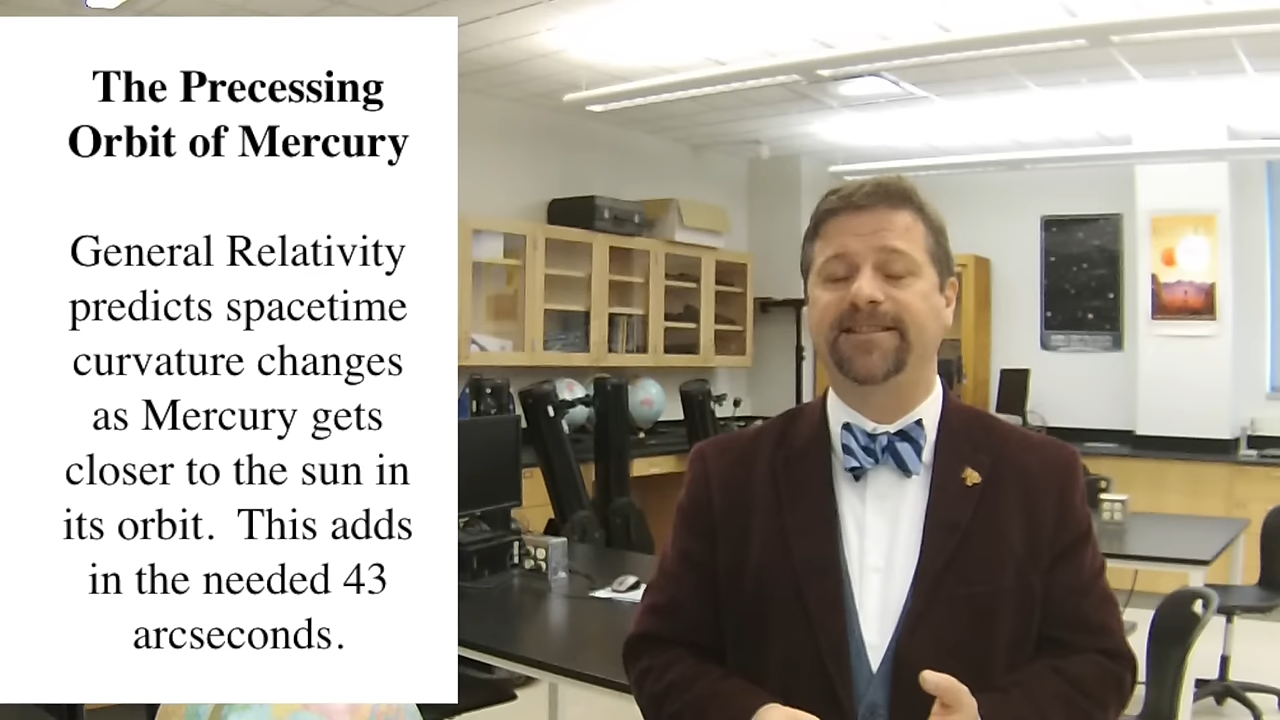 The Precessing
Orbit of Mercury
General Relativity
predicts spacetime
curvature changes
as Mercury gets
closer to the sun in
its orbit.  This adds
in the needed 43
arcseconds.